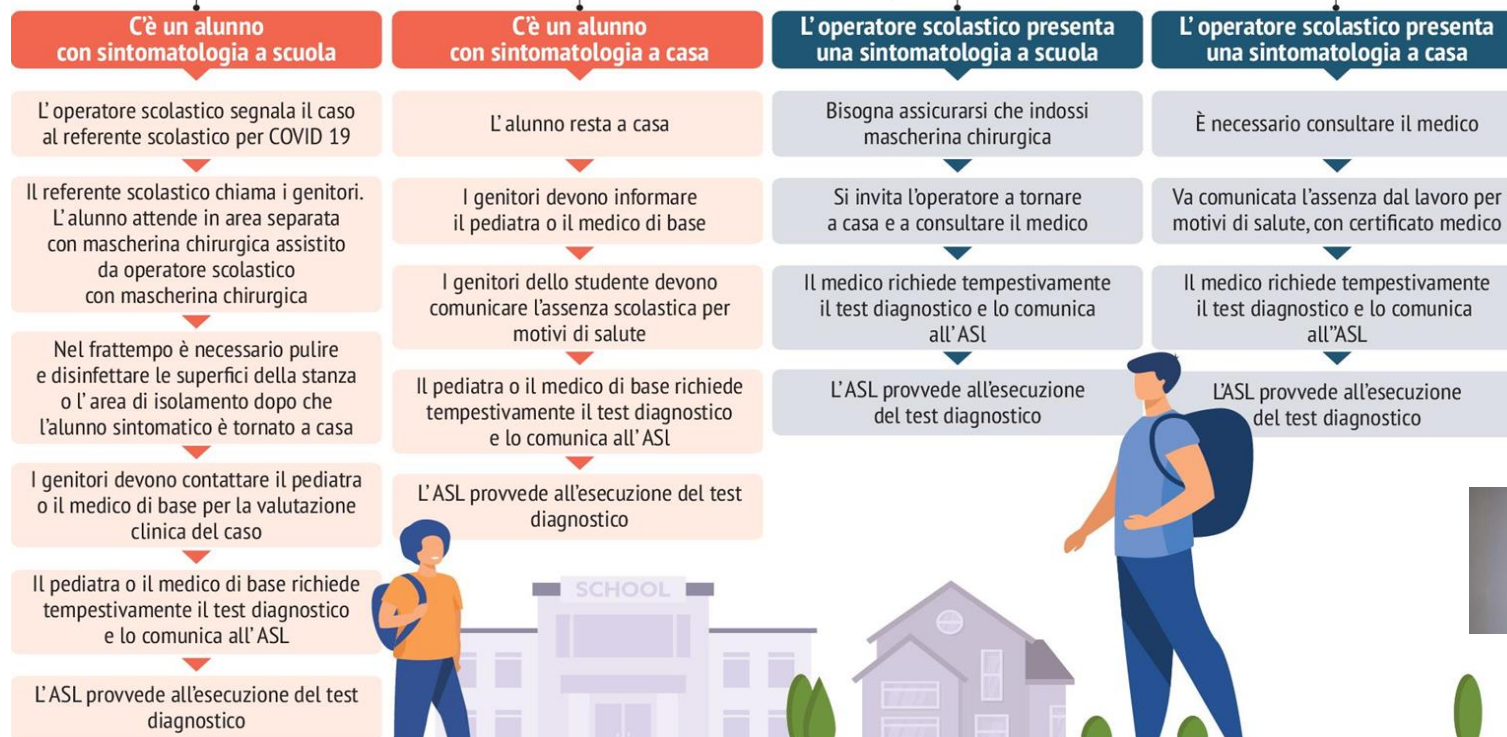 C'è un alunno
con sintomatologia a scuola
L' operatore scolastico segnala il caso
al referente scolastico per COVID 19
Il referente scolastico chiama i genitori.
L' alunno attende in area separata
con mascherina chirurgica assistito
da operatore scolastico
con mascherina chirurgica
Nel frattempo è necessario pulire
e disinfettare le superfici della stanza
o l' area di isolamento dopo che
l'alunno sintomatico è tornato a casa
I genitori devono contattare il pediatra
o il medico di base per la valutazione
clinica del caso
Il pediatra o il medico di base richiede
tempestivamente il test diagnostico
e lo comunica all' ASL
L' ASL provvede all'esecuzione del test
diagnostico
C'è un alunno
con sintomatologia a casa
L' alunno resta a casa
I genitori devono informare
il pediatra o il medico di base
I genitori dello studente devono
comunicare l'assenza scolastica per
motivi di salute
Il pediatra o il medico di base richiede
tempestivamente il test diagnostico
e lo comunica all' ASl
L' ASL provvede all'esecuzione del test
diagnostico
L' operatore scolastico presenta
una sintomatologia a scuola
Bisogna assicurarsi che indossi
mascherina chirurgica
Si invita l'operatore a tornare
a casa e a consultare il medico
Il medico richiede tempestivamente
il test diagnostico e lo comunica
all' ASl
L' ASL provvede all'esecuzione
del test diagnostico
L' operatore scolastico presenta
una sintomatologia a casa
È necessario consultare il medico
Va comunicata l'assenza dal lavoro per
motivi di salute, con certificato medico
Il medico richiede tempestivamente
il test diagnostico e lo comunica
all''ASL
L'ASL provvede all'esecuzione
del test diagnostico
SCHOOL